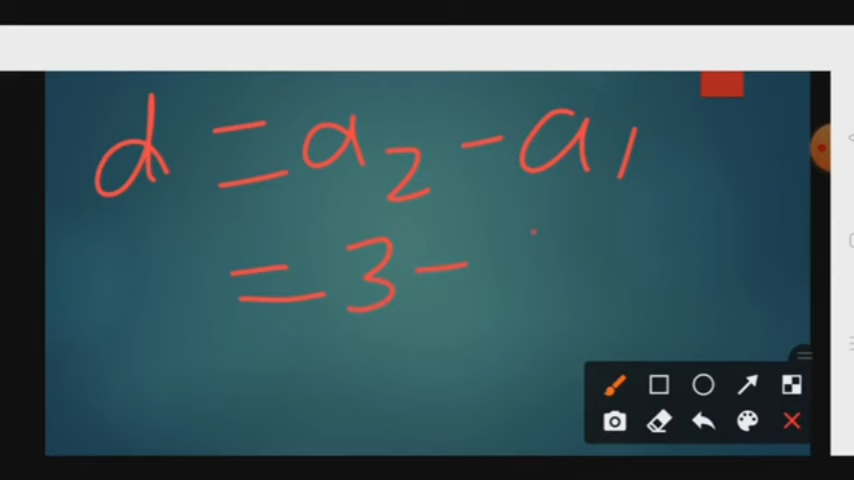 d = a₂ - a₁
= 3 -